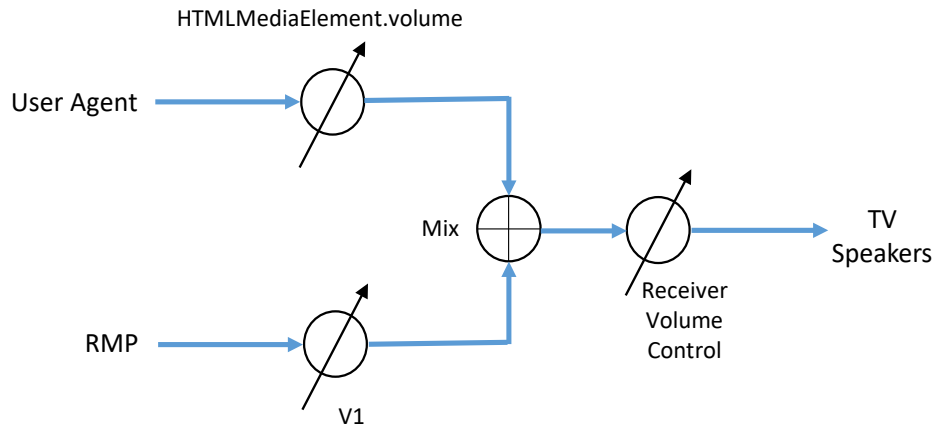 HTMLMediaElement.volume
User Agent
Mix
TV
Speakers
Receiver
Volume
Control
RMP
V1